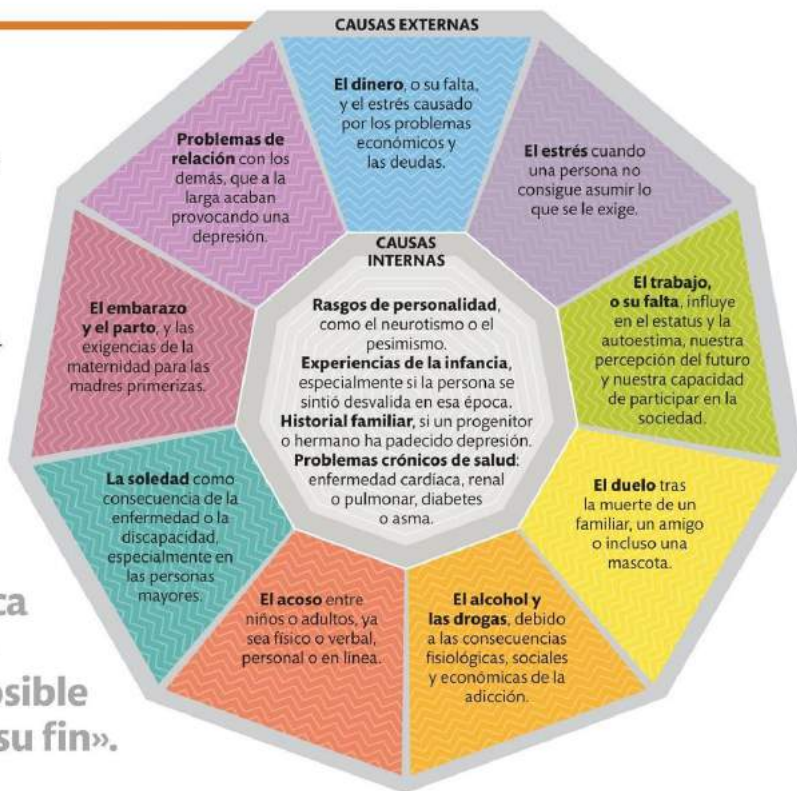 CAUSAS EXTERNAS
El dinero, o su falta,
y el estrés causado
por los problemas
económicos y
las deudas.
El estrés cuando
una persona no
consigue asumir lo
que se le exige.
El trabajo,
o su falta, influye
en el estatus y la
autoestima, nuestra
percepción del futuro
y nuestra capacidad
de participar en la
sociedad.
El duelo tras
la muerte de un
familiar, un amigo
o incluso una
mascota.
El alcohol y
las drogas, debido
a las consecuencias
fisiológicas, sociales
y económicas de la
adicción.
El acoso entre
niños o adultos, ya
sea físico o verbal,
personal o en línea.
La soledad como
consecuencia de la
enfermedad o la
discapacidad,
especialmente en
las personas
mayores.
El embarazo
y el parto, y las
exigencias de la
maternidad para las
madres primerizas.
Problemas de
relación con los
demás, que a la
larga acaban
provocando una
depresión.
CAUSAS
INTERNAS
Rasgos de personalidad,
como el neurotismo o el
pesimismo.
Experiencias de la infancia,
especialmente si la persona se
sintió desvalida en esa época.
Historial familiar, si un progenitor
o hermano ha padecido depresión.
Problemas crónicos de salud:
enfermedad cardíaca, renal
o pulmonar, diabetes
o asma.
su fin».